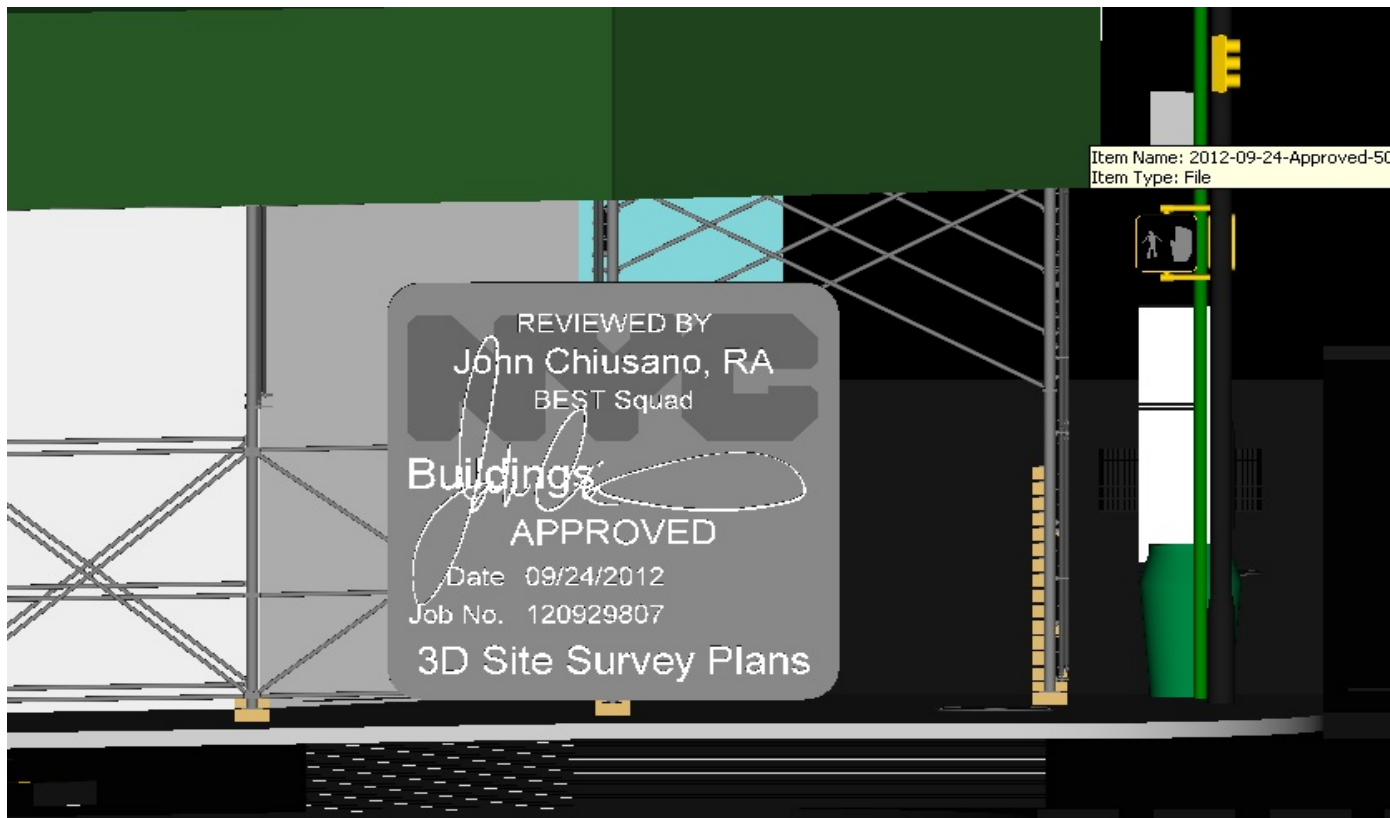 Item Name: 2012-09-24-Approved-50
Item Type: File
NYC
REVIEWED BY
John Chiusano, RA
BEST Squad
Buildings
APPROVED
Date 09/24/2012
Job No. 120929807
3D Site Survey Plans